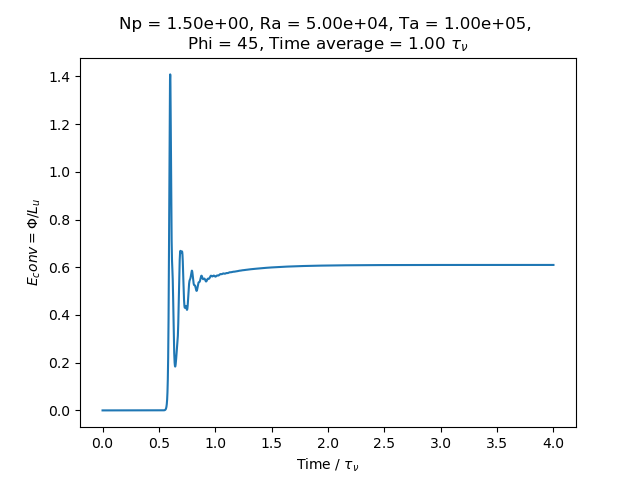 Np = 1.50e+00, Ra = 5.00e+04, Ta = 1.00e+05,
Phi = 45, Time average = 1.00 τν
E_conv = Φ/L_u
1.4
1.2
1.0
0.8
0.6
0.4
0.2
0.0
0.0 0.5 1.0 1.5 2.0 2.5 3.0 3.5 4.0
Time / τν